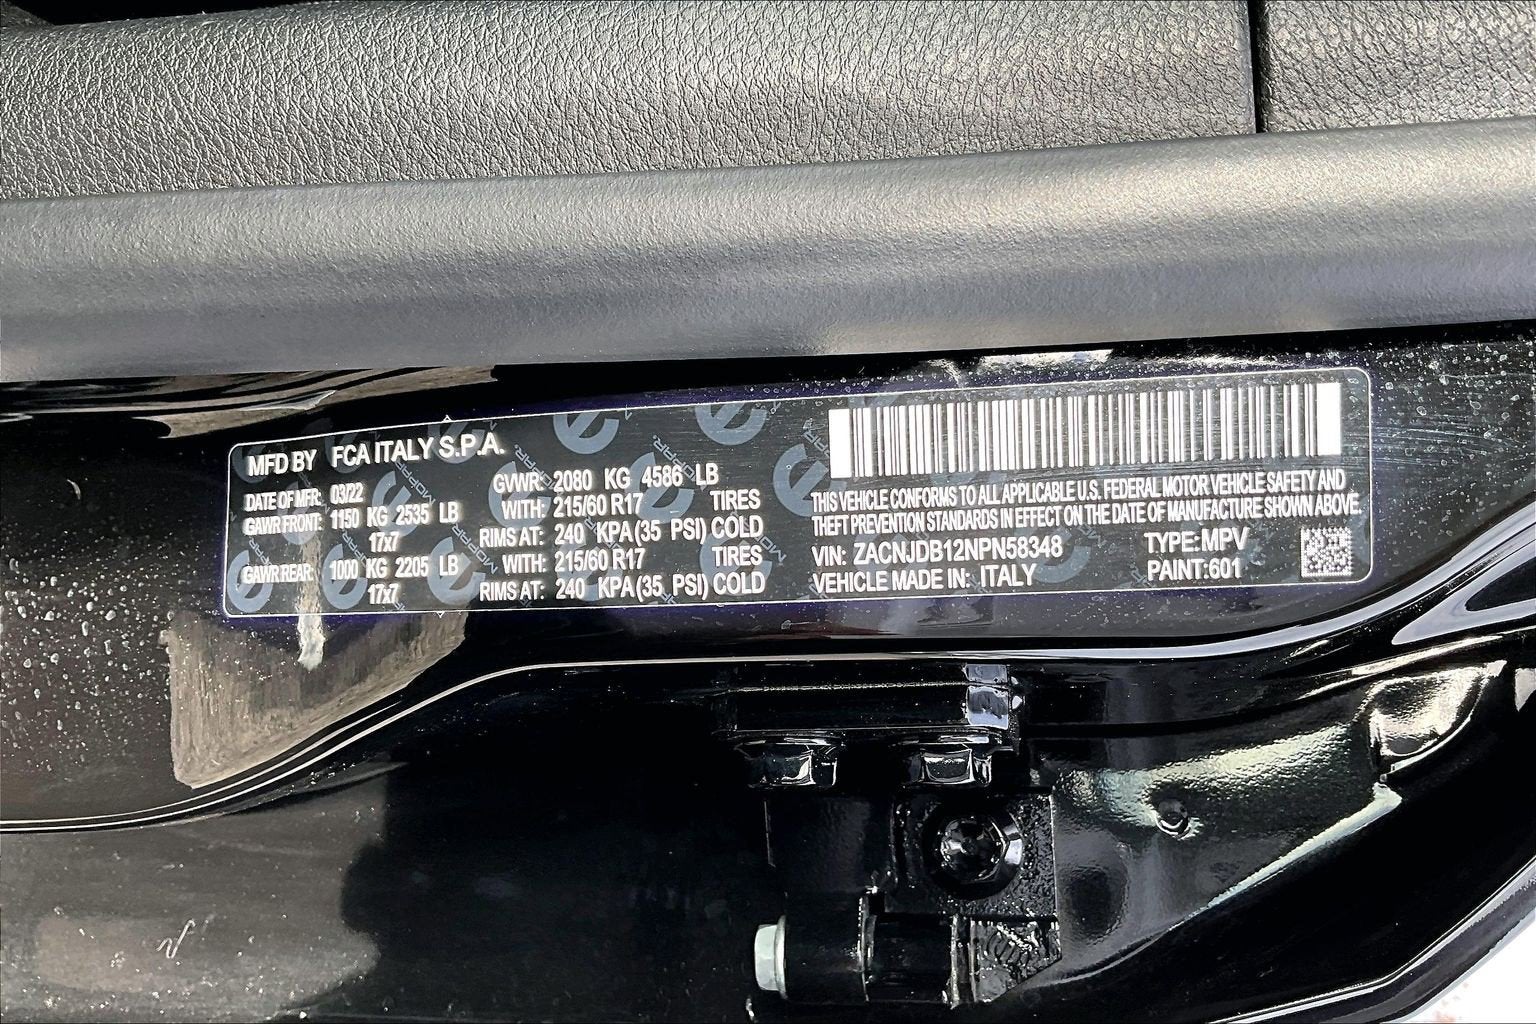 MFD BY FCA ITALY S.P.A.
DATE OF MFR: 03/22 GVWR: 2080 KG 4586 LB
GAWR FRONT: 1150 KG 2535 LB WITH: 215/60 R17 TIRES
17x7 RIMS AT: 240 KPA (35 PSI) COLD
GAWR REAR: 1000 KG 2205 LB WITH: 215/60 R17 TIRES
17x7 RIMS AT: 240 KPA (35 PSI) COLD
THIS VEHICLE CONFORMS TO ALL APPLICABLE U.S. FEDERAL MOTOR VEHICLE SAFETY AND
THEFT PREVENTION STANDARDS IN EFFECT ON THE DATE OF MANUFACTURE SHOWN ABOVE.
VIN: ZACNJDB12NPN58348 TYPE:MPV
VEHICLE MADE IN: ITALY PAINT:601
MOPAR
MOPAR
MOPAR